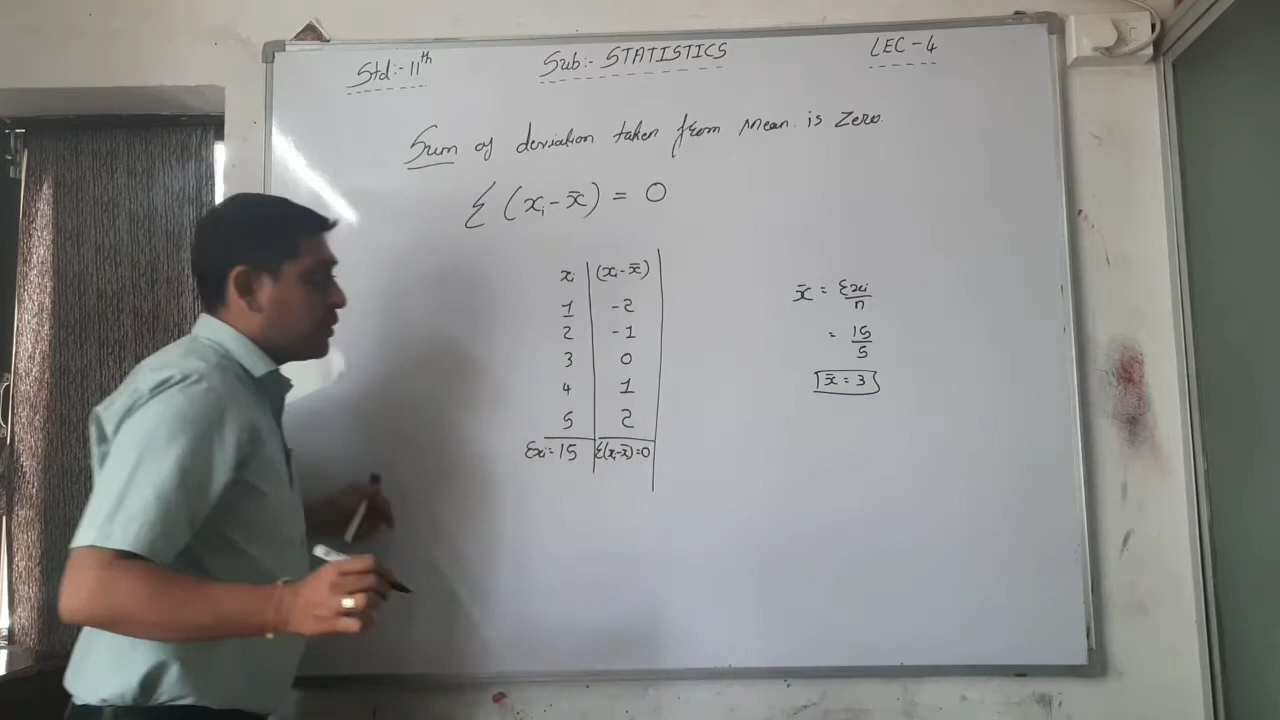 Std:- 11th Sub:- STATISTICS LEC - 4
Sum of deviation taken from Mean. is Zero.
Σ (xᵢ - x̄) = 0
xᵢ (xᵢ - x̄)
1 -2
2 -1
3 0
4 1
5 2
Σxᵢ = 15 Σ(xᵢ - x̄) = 0
x̄ = Σxᵢ / n
= 15 / 5
x̄ = 3